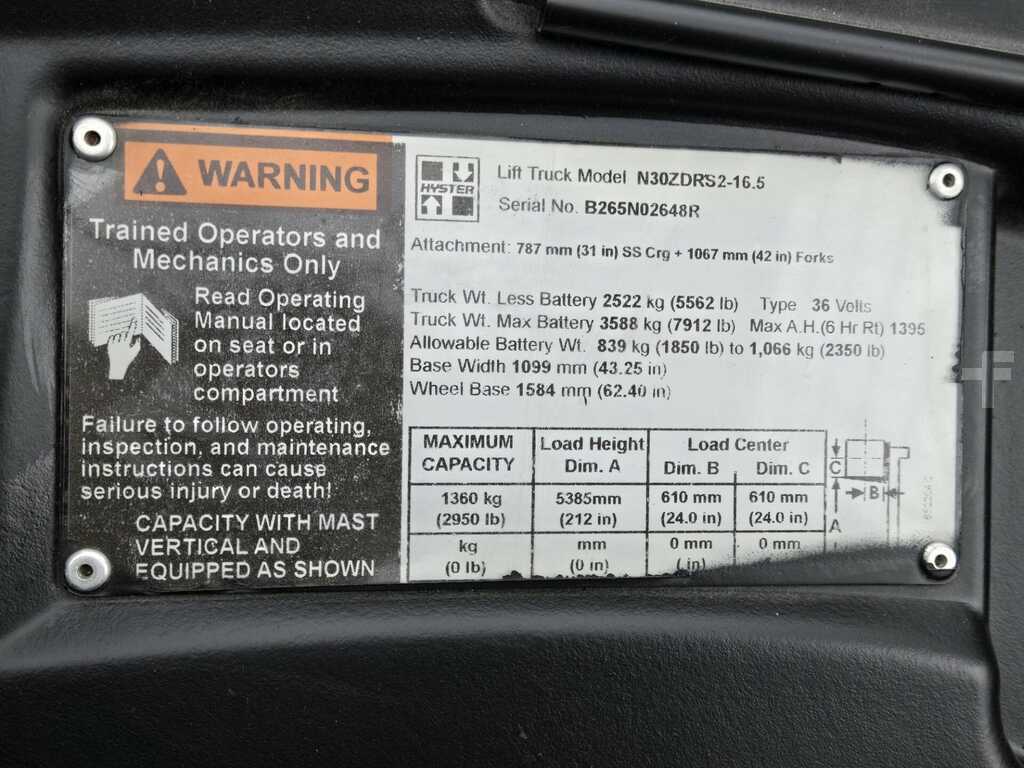 WARNING
Trained Operators and
Mechanics Only
Read Operating
Manual located
on seat or in
operators
compartment
Failure to follow operating,
inspection, and maintenance
instructions can cause
serious injury or death!
CAPACITY WITH MAST
VERTICAL AND
EQUIPPED AS SHOWN
HYSTER
Lift Truck Model N30ZDRS2-16.5
Serial No. B265N02648R
Attachment: 787 mm (31 in) SS Crg + 1067 mm (42 in) Forks
Truck Wt. Less Battery 2522 kg (5562 lb) Type 36 Volts
Truck Wt. Max Battery 3588 kg (7912 lb) Max A.H.(6 Hr Rt) 1395
Allowable Battery Wt. 839 kg (1850 lb) to 1,066 kg (2350 lb)
Base Width 1099 mm (43.25 in)
Wheel Base 1584 mm (62.40 in)
MAXIMUM Load Height Load Center
CAPACITY Dim. A Dim. B Dim. C
1360 kg 5385mm 610 mm 610 mm
(2950 lb) (212 in) (24.0 in) (24.0 in)
kg mm 0 mm 0 mm
(0 lb) (0 in) in)
C
B
A